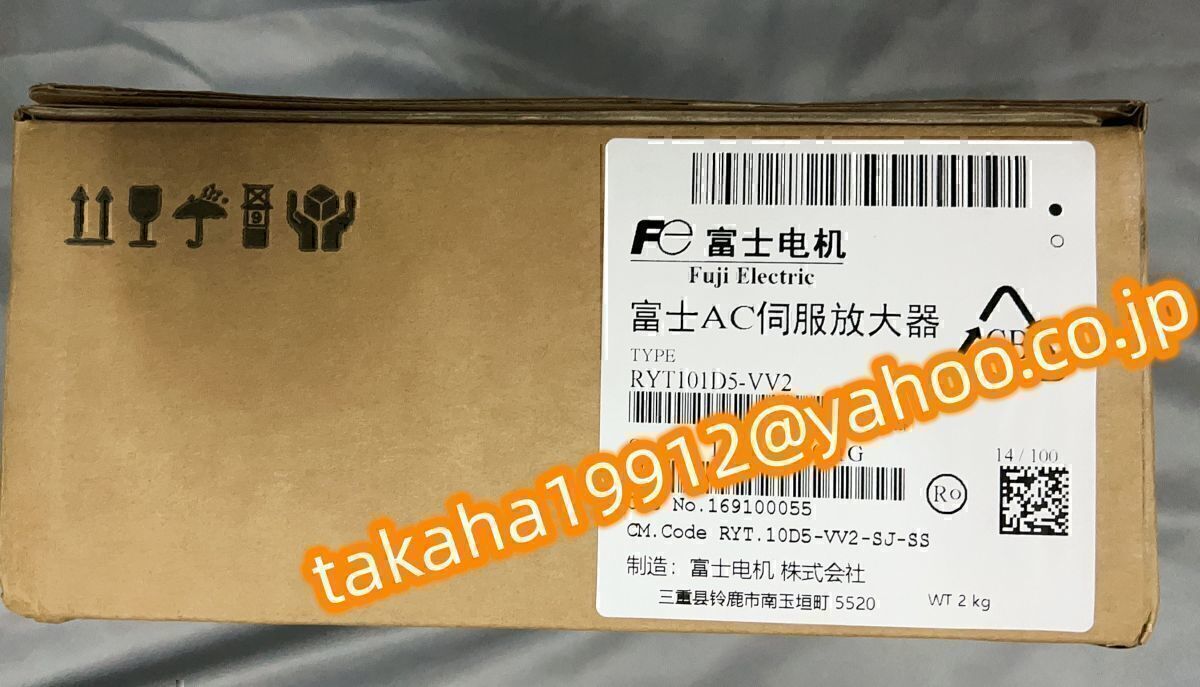 Fe 富士电机
Fuji Electric
富士AC伺服放大器
TYPE
RYT101D5-VV2
takaha19912@yahoo.co.jp
14/100
No.169100055
Ro
CM.Code RYT.10D5-VV2-SJ-SS
制造：富士电机 株式会社
三重县铃鹿市南玉垣町 5520 WT 2 kg
9